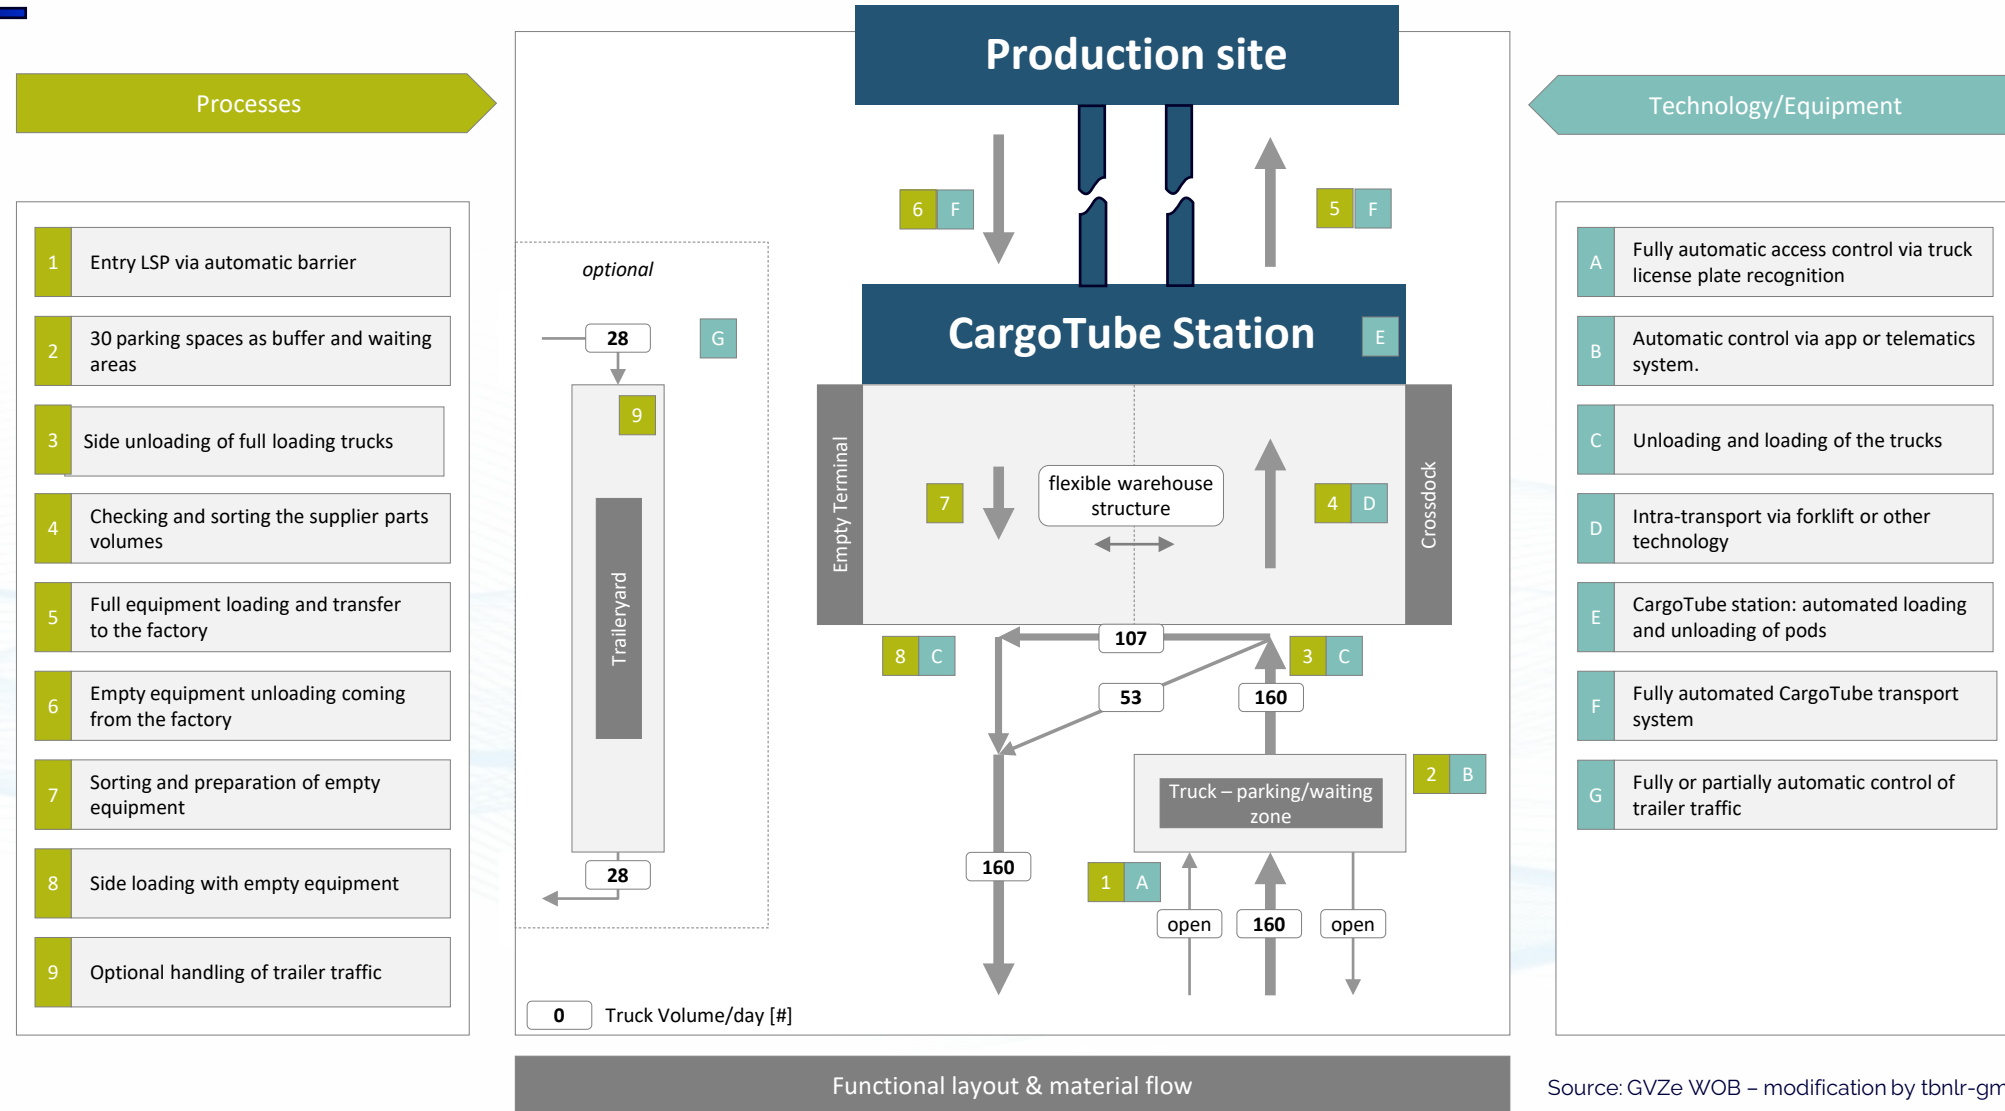 Processes
1
Entry LSP via automatic barrier
2
30 parking spaces as buffer and waiting
areas
3
Side unloading of full loading trucks
4
Checking and sorting the supplier parts
volumes
5
Full equipment loading and transfer
to the factory
6
Empty equipment unloading coming
from the factory
7
Sorting and preparation of empty
equipment
8
Side loading with empty equipment
9
Optional handling of trailer traffic
Production site
6 F
5 F
optional
28
G
9
Traileryard
28
CargoTube Station
E
Empty Terminal
7
flexible warehouse
structure
4 D
Crossdock
8 C
107
3 C
53
160
2 B
Truck – parking/waiting
zone
160
1 A
open
160
open
0
Truck Volume/day [#]
Functional layout & material flow
Technology/Equipment
A
Fully automatic access control via truck
license plate recognition
B
Automatic control via app or telematics
system.
C
Unloading and loading of the trucks
D
Intra-transport via forklift or other
technology
E
CargoTube station: automated loading
and unloading of pods
F
Fully automated CargoTube transport
system
G
Fully or partially automatic control of
trailer traffic
Source: GVZe WOB – modification by tbnlr-gm